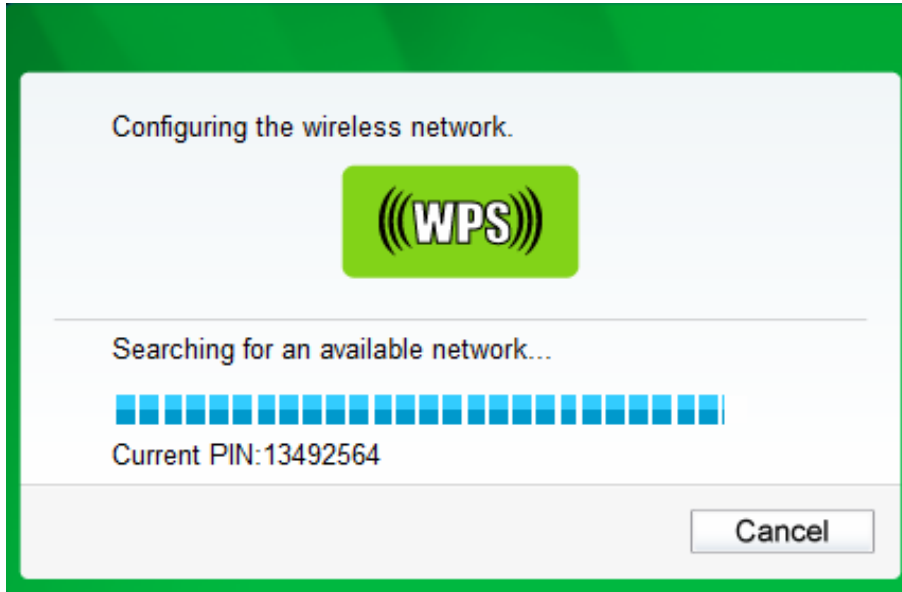 Configuring the wireless network.
WPS
Searching for an available network...
Current PIN:13492564
Cancel